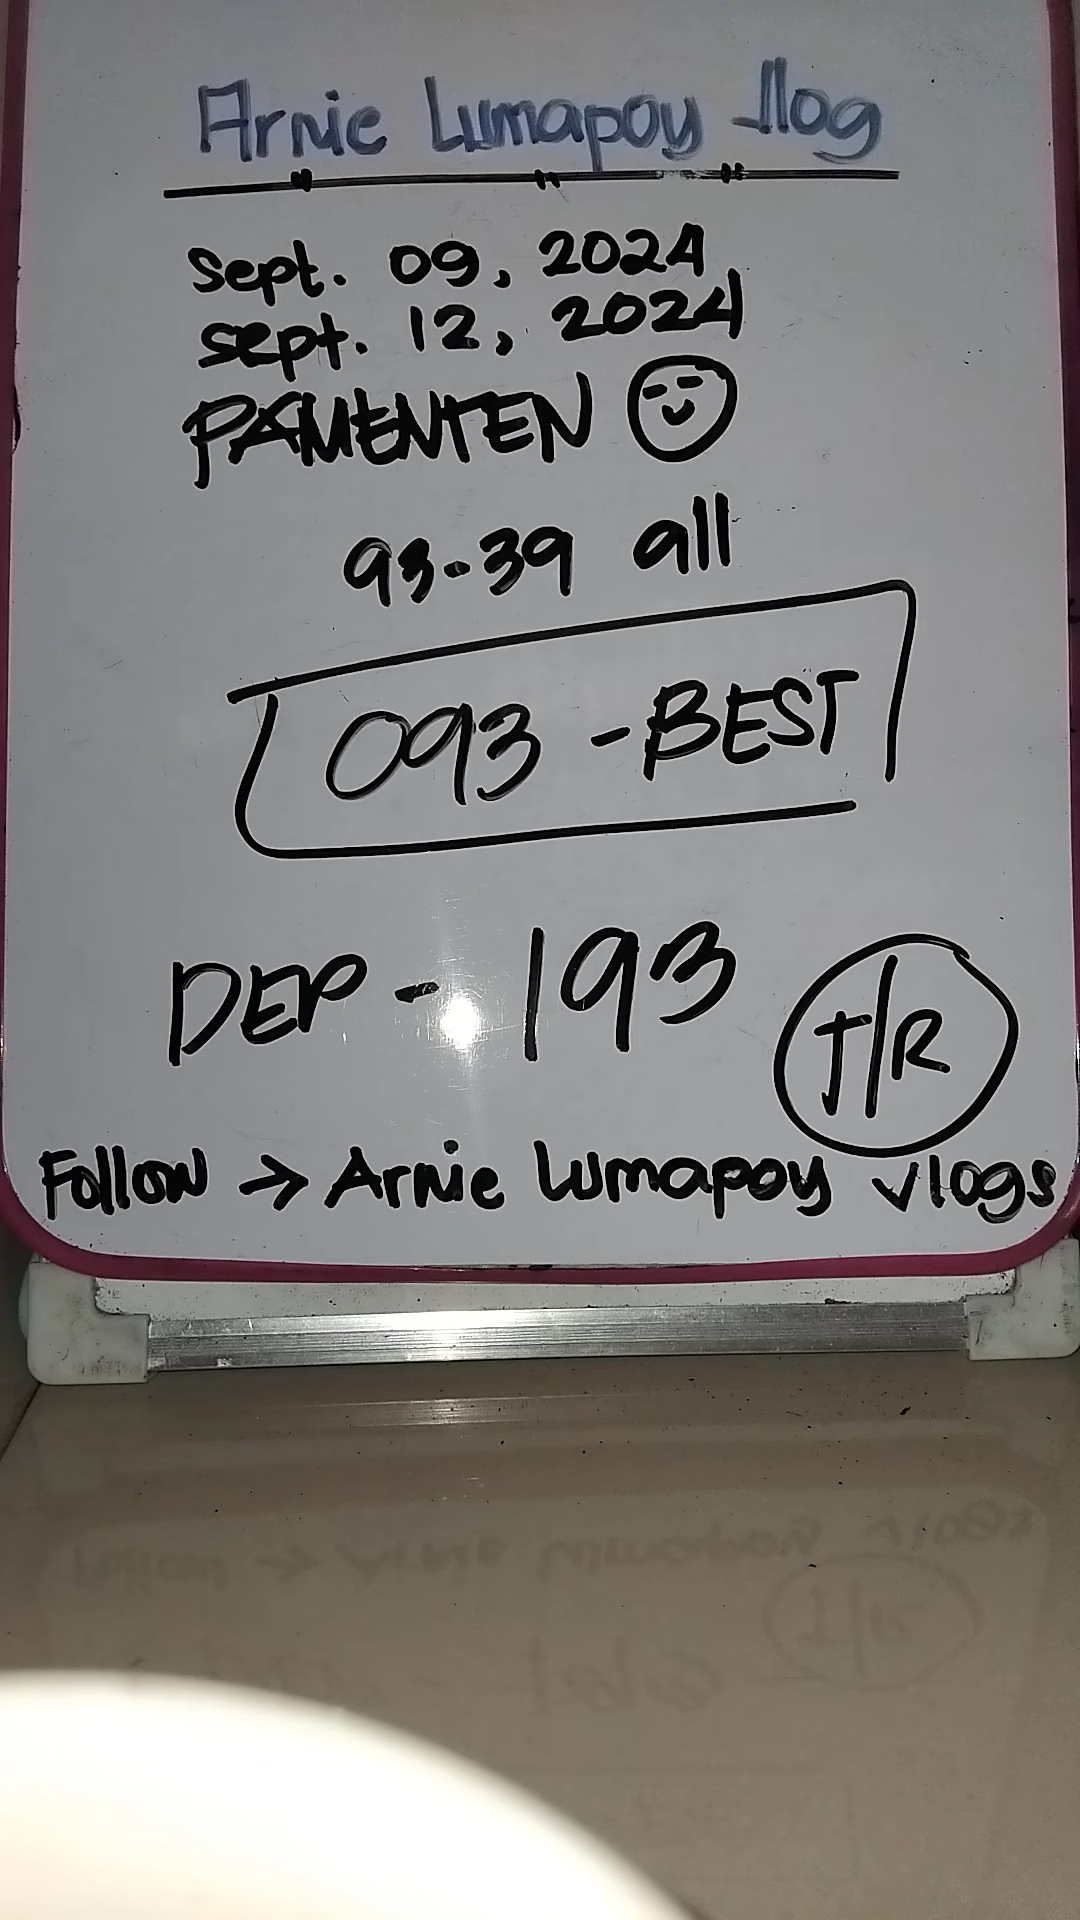 Arnie Lumapoy Vlog
Sept. 09, 2024
Sept. 12, 2024
PAMENTEN
93.39 all
093 - BEST
DEP - 193
T/R
Follow → Arnie Lumapoy vlogs